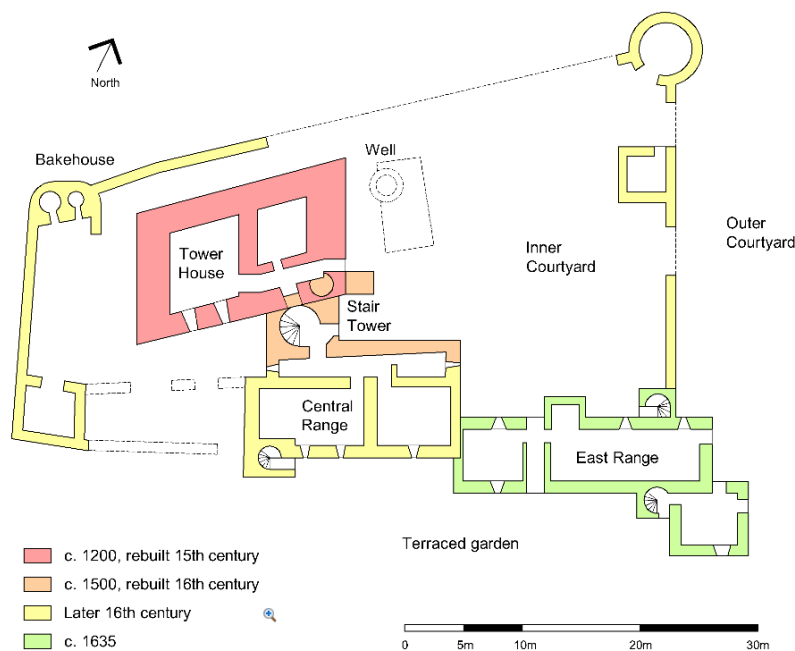 North
Bakehouse
Well
Tower
House
Inner
Courtyard
Outer
Courtyard
Stair
Tower
Central
Range
East Range
Terraced garden
c. 1200, rebuilt 15th century
c. 1500, rebuilt 16th century
Later 16th century
c. 1635
0 5m 10m 20m 30m